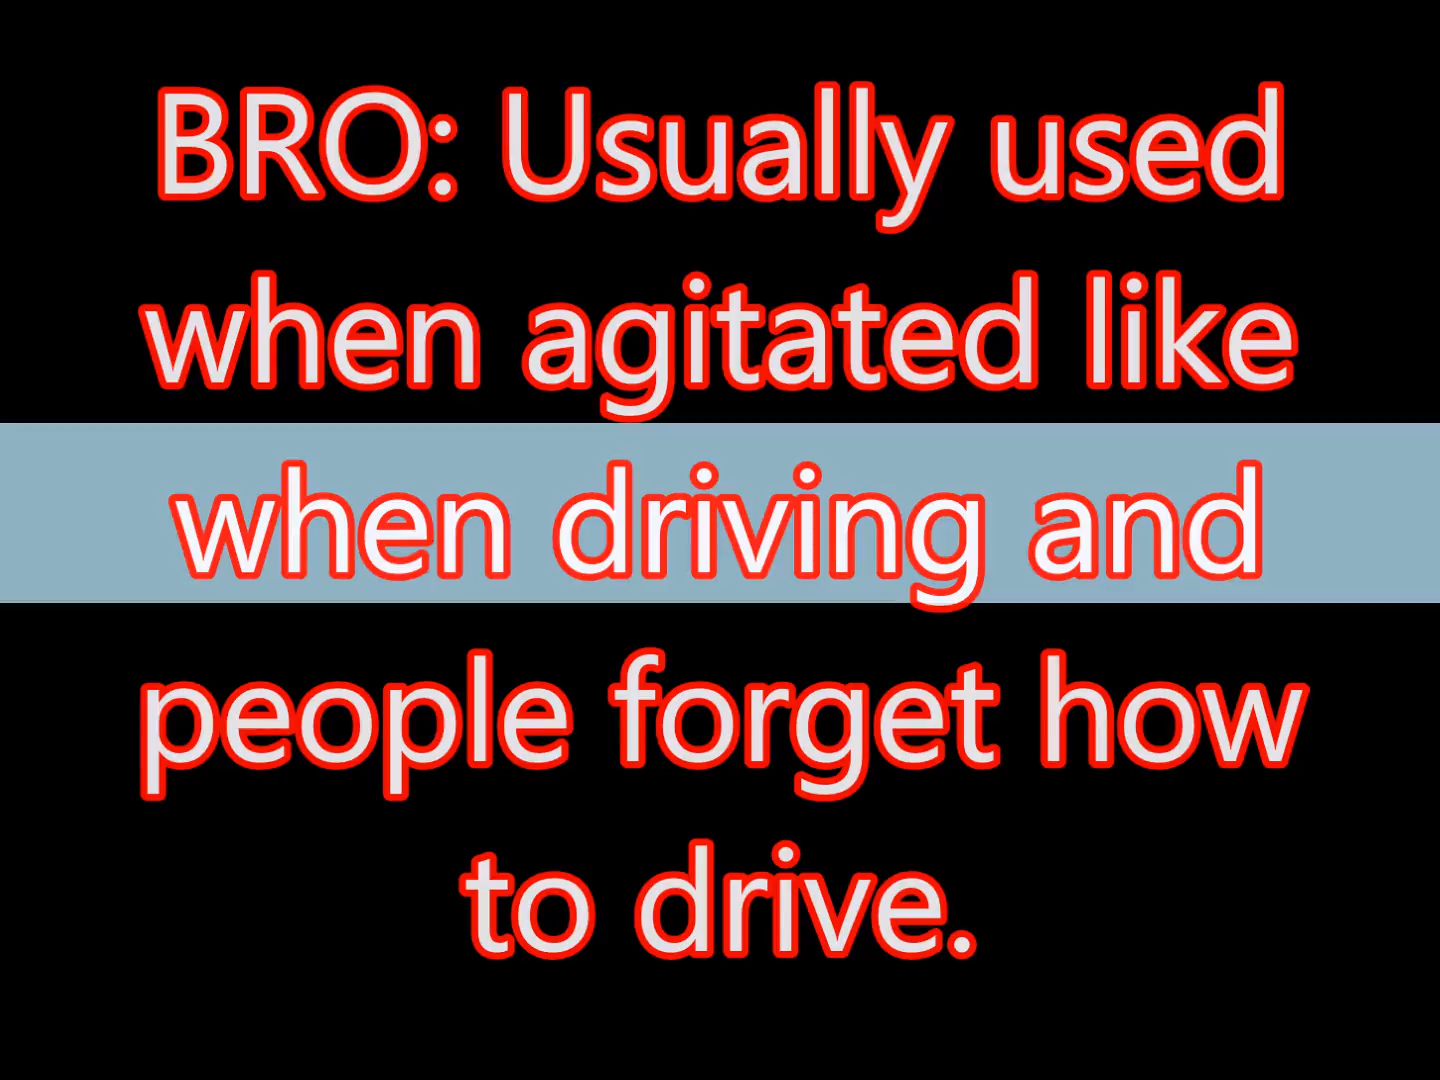 BRO: Usually used
when agitated like
when driving and
people forget how
to drive.